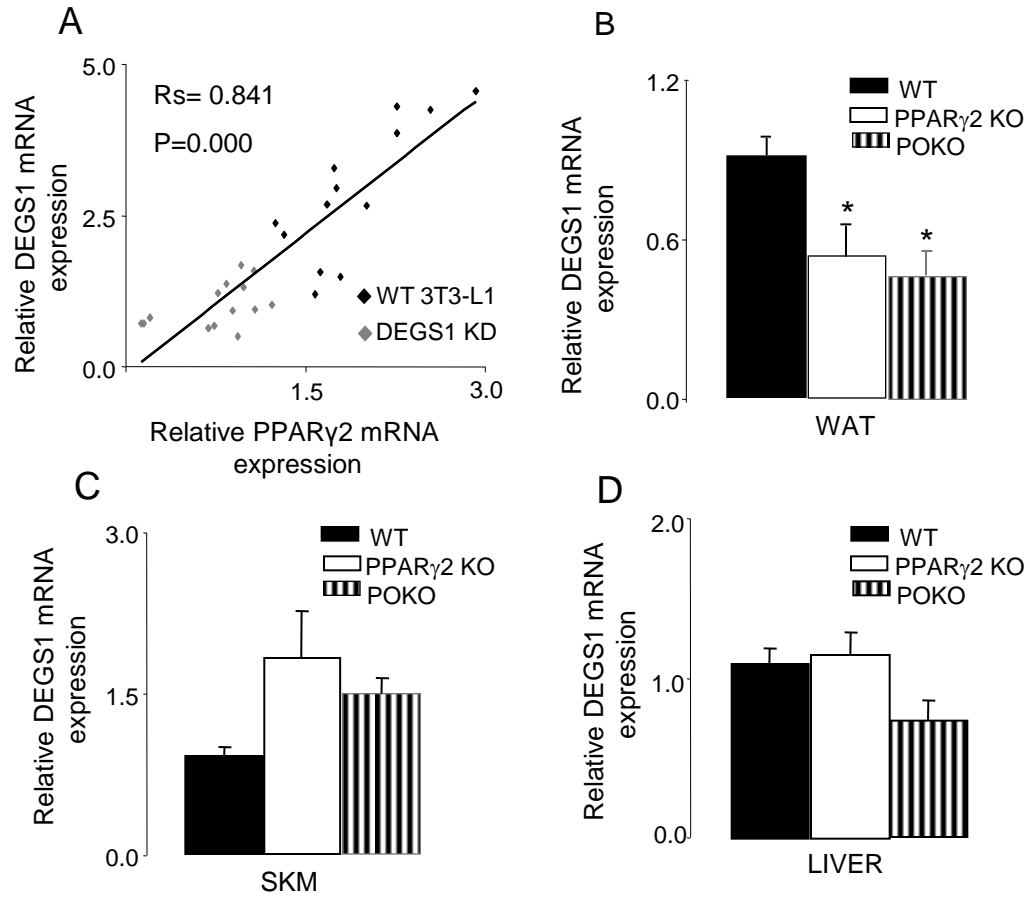 A
Relative DEGS1 mRNA
expression
5.0
2.5
0.0
Rs= 0.841
P=0.000
WT 3T3-L1
DEGS1 KD
1.5
3.0
Relative PPARγ2 mRNA
expression
B
Relative DEGS1 mRNA
expression
1.2
0.6
0.0
WT
PPARγ2 KO
POKO
*
*
WAT
C
Relative DEGS1 mRNA
expression
3.0
1.5
0.0
WT
PPARγ2 KO
POKO
SKM
D
Relative DEGS1 mRNA
expression
2.0
1.0
0.0
WT
PPARγ2 KO
POKO
LIVER